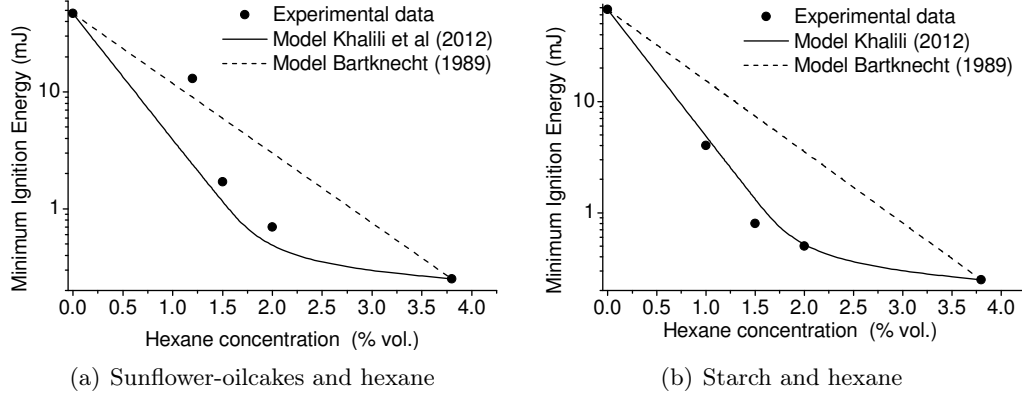 Experimental data
Model Khalili et al (2012)
Model Bartknecht (1989)
10
1
Minimum Ignition Energy (mJ)
0.0 0.5 1.0 1.5 2.0 2.5 3.0 3.5 4.0
Hexane concentration (% vol.)
(a) Sunflower-oilcakes and hexane
Experimental data
Model Khalili (2012)
Model Bartknecht (1989)
10
1
Minimum Ignition Energy (mJ)
0.0 0.5 1.0 1.5 2.0 2.5 3.0 3.5 4.0
Hexane concentration (% vol.)
(b) Starch and hexane